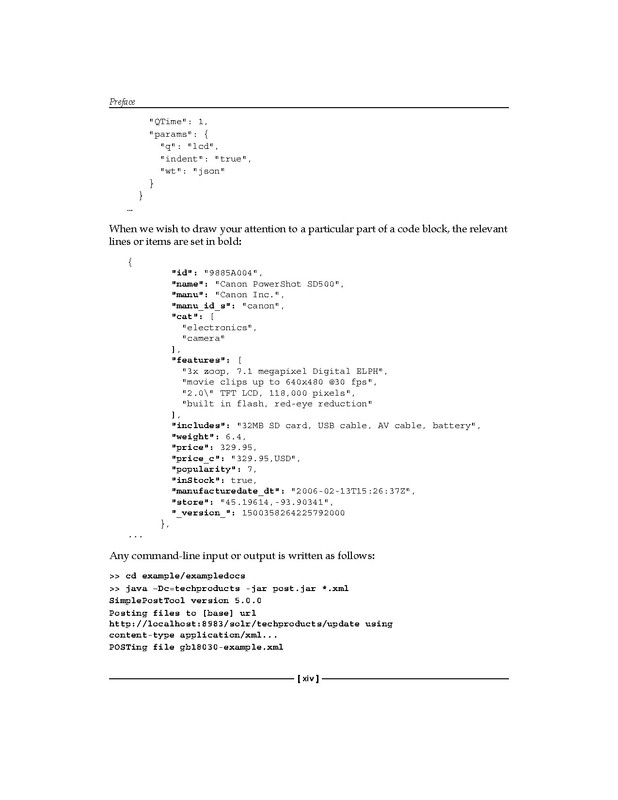 Preface
"QTime": 1,
"params": {
"q": "lcd",
"indent": "true",
"wt": "json"
}
}
…
When we wish to draw your attention to a particular part of a code block, the relevant
lines or items are set in bold:
{
"id": "9885A004",
"name": "Canon PowerShot SD500",
"manu": "Canon Inc.",
"manu_id_s": "canon",
"cat": [
"electronics",
"camera"
],
"features": [
"3x zoop, 7.1 megapixel Digital ELPH",
"movie clips up to 640x480 @30 fps",
"2.0\" TFT LCD, 118,000 pixels",
"built in flash, red-eye reduction"
],
"includes": "32MB SD card, USB cable, AV cable, battery",
"weight": 6.4,
"price": 329.95,
"price_c": "329.95,USD",
"popularity": 7,
"inStock": true,
"manufacturedate_dt": "2006-02-13T15:26:37Z",
"store": "45.19614,-93.90341",
"_version_": 1500358264225792000
},
...
Any command-line input or output is written as follows:
>> cd example/exampledocs
>> java -Dc=techproducts -jar post.jar *.xml
SimplePostTool version 5.0.0
Posting files to [base] url
http://localhost:8983/solr/techproducts/update using
content-type application/xml...
POSTing file gb18030-example.xml
[ xiv ]